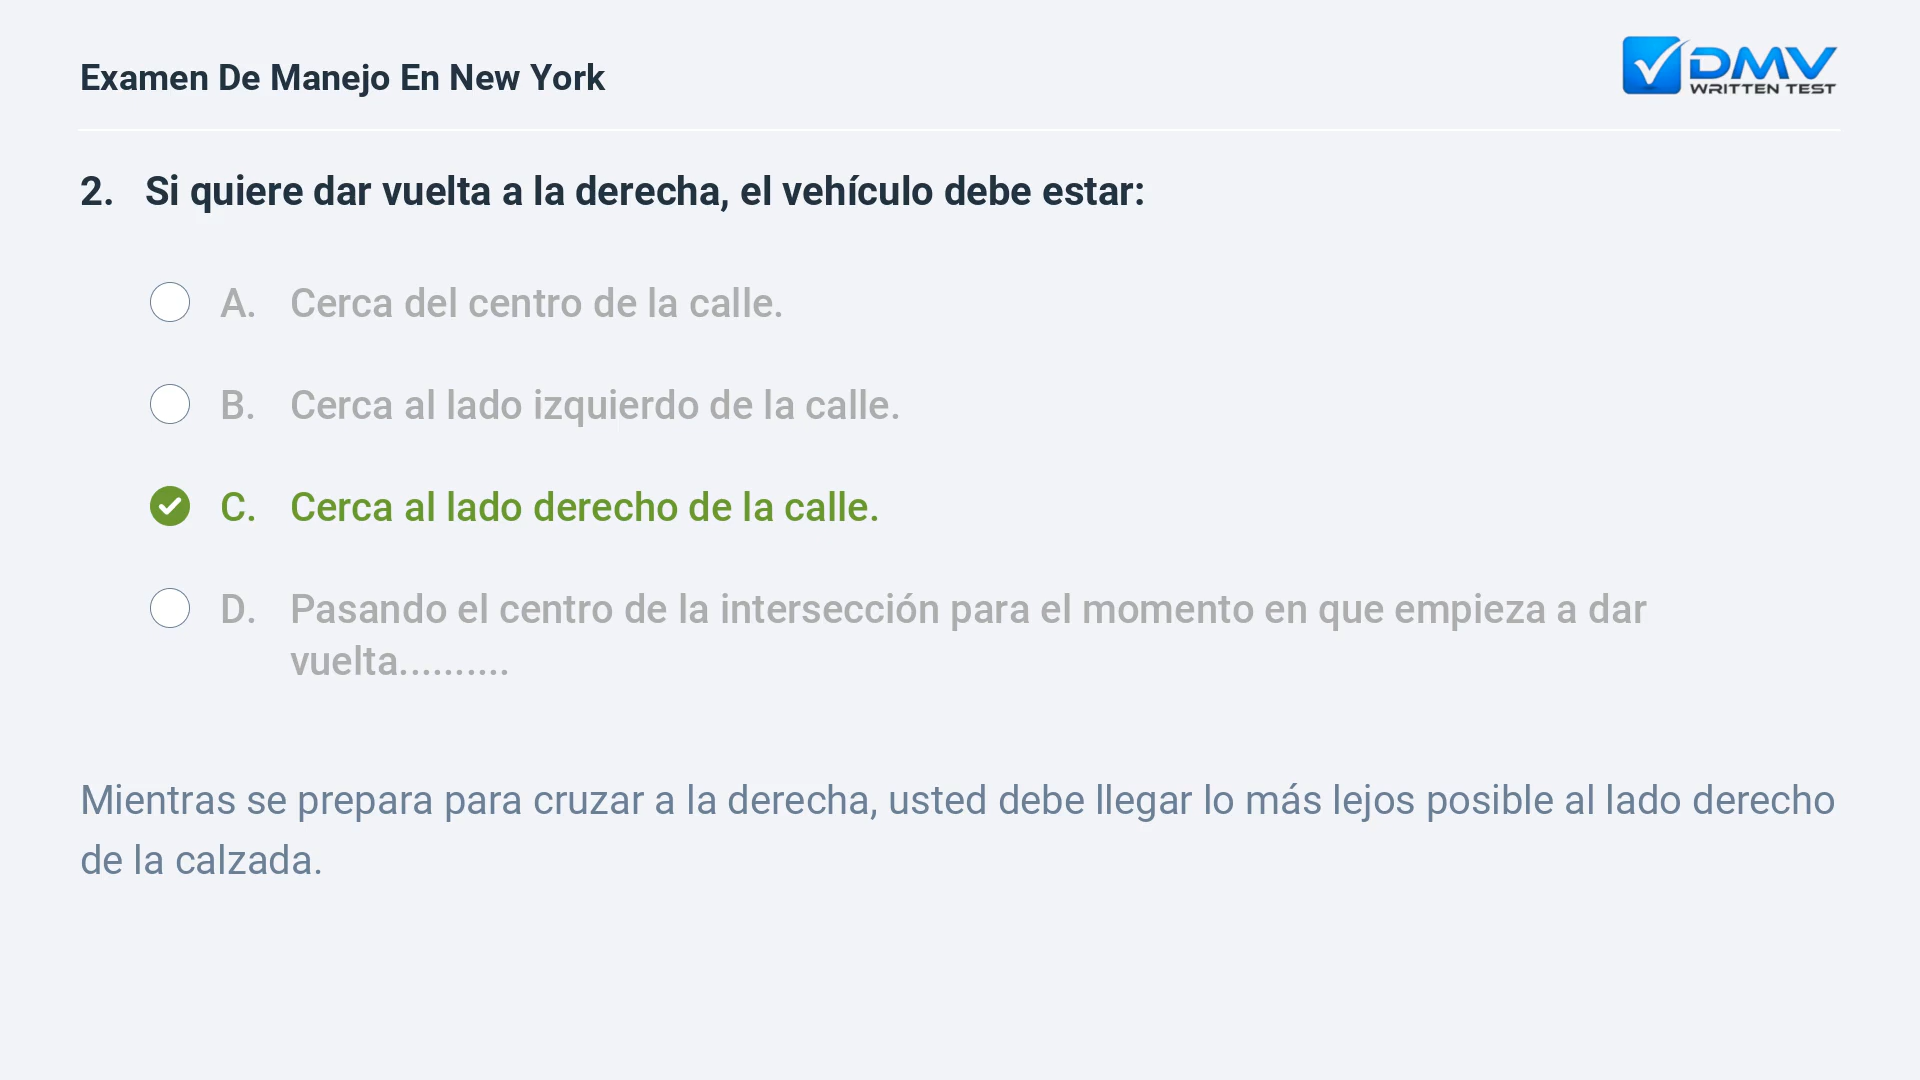 Examen De Manejo En New York
DMV
WRITTEN TEST
2. Si quiere dar vuelta a la derecha, el vehículo debe estar:
A. Cerca del centro de la calle.
B. Cerca al lado izquierdo de la calle.
C. Cerca al lado derecho de la calle.
D. Pasando el centro de la intersección para el momento en que empieza a dar
vuelta..........
Mientras se prepara para cruzar a la derecha, usted debe llegar lo más lejos posible al lado derecho
de la calzada.